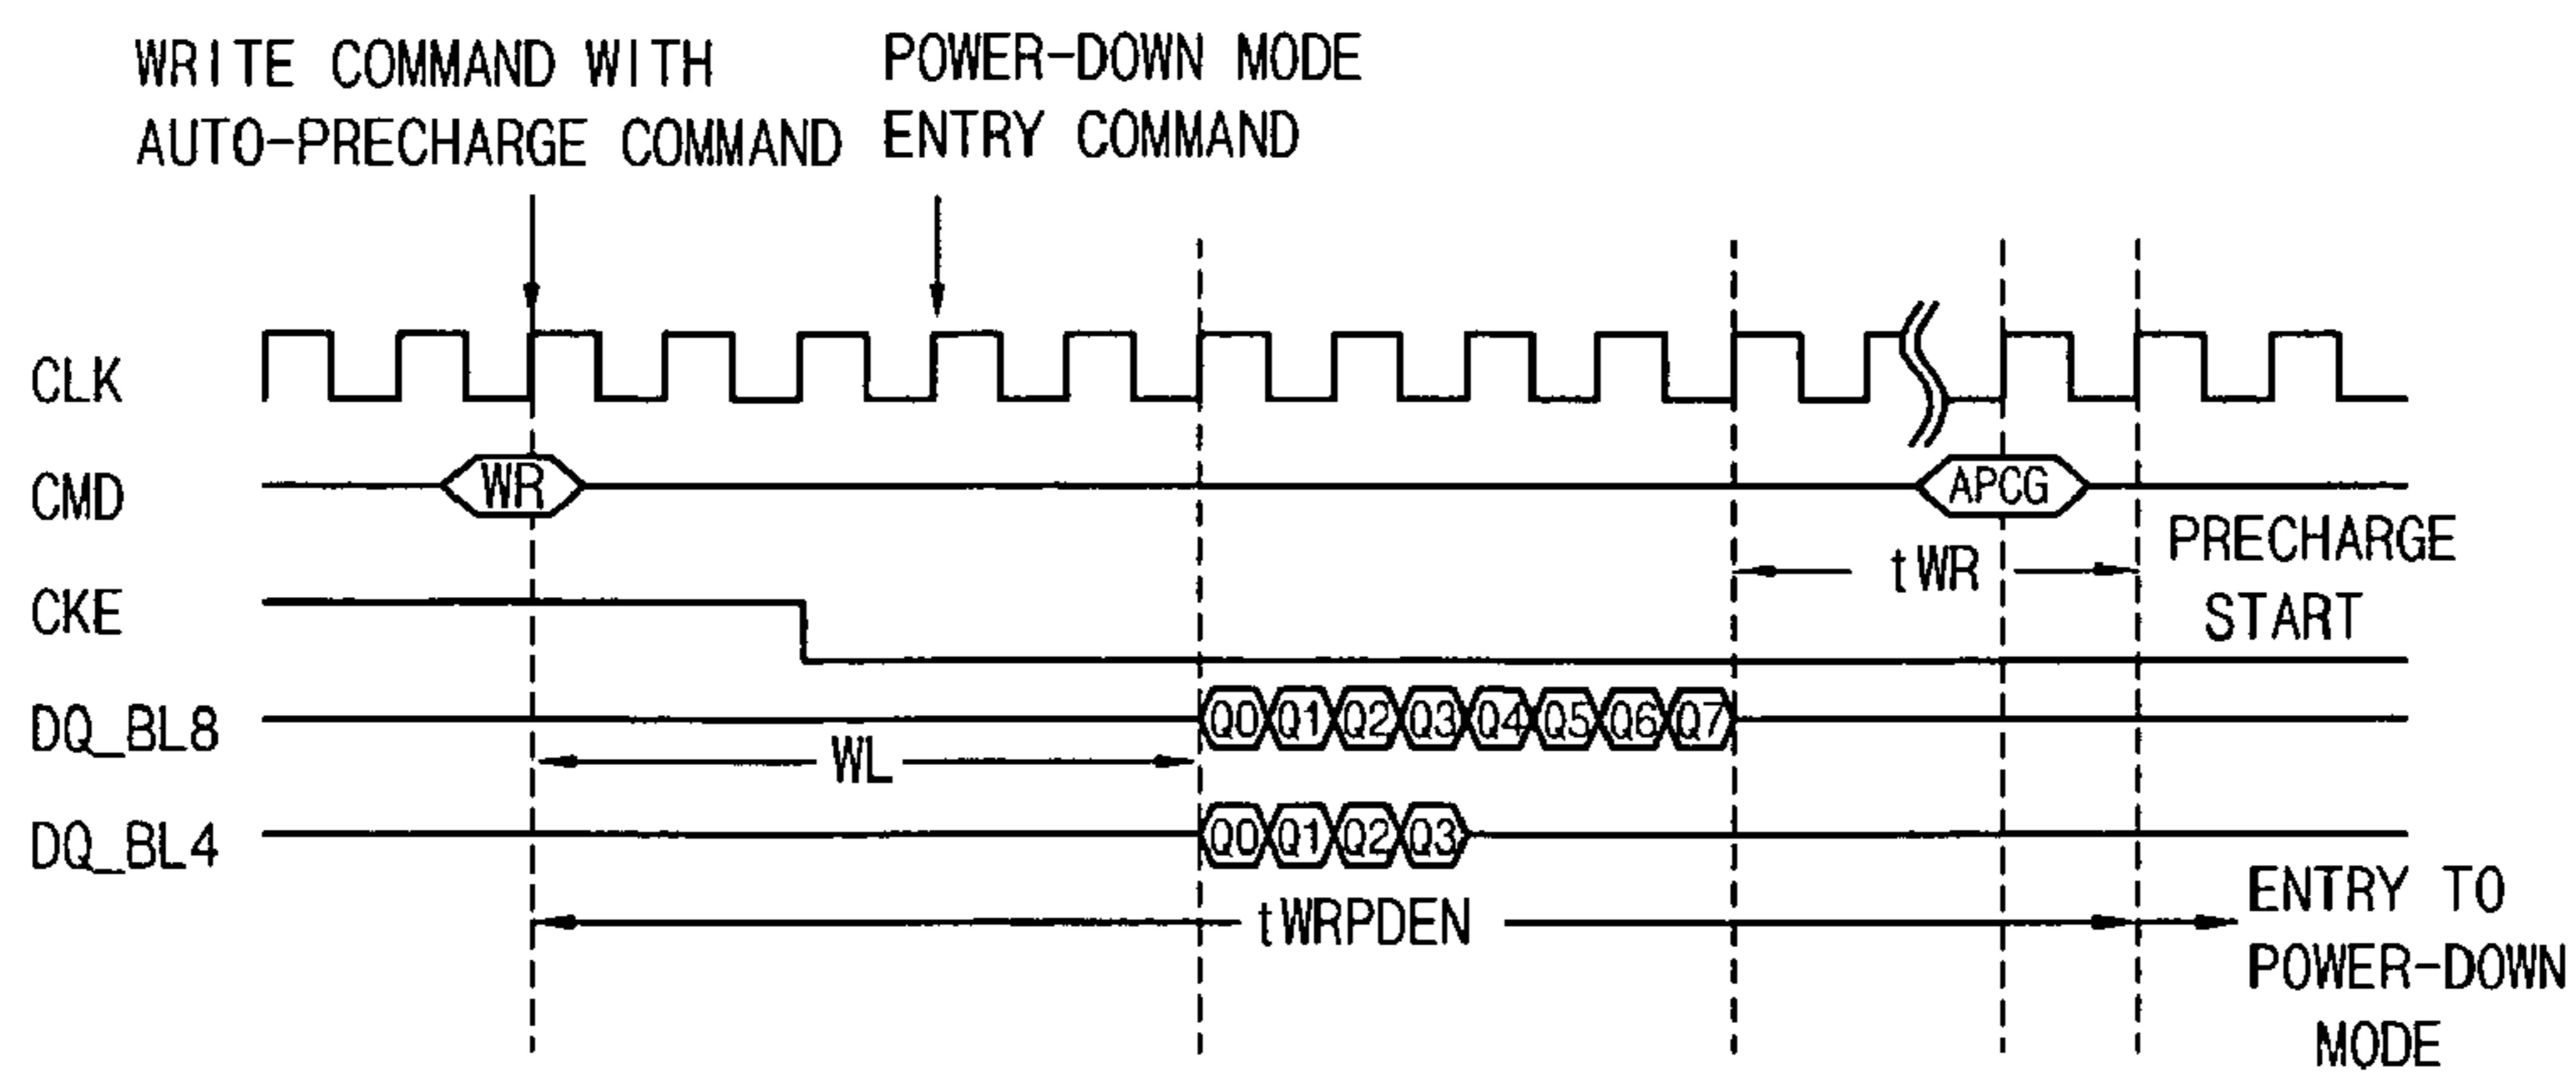 WRITE COMMAND WITH
AUTO-PRECHARGE COMMAND
POWER-DOWN MODE
ENTRY COMMAND
CLK
CMD
WR
APCG
PRECHARGE
START
tWR
CKE
DQ_BL8
Q0 Q1 Q2 Q3 Q4 Q5 Q6 Q7
WL
DQ_BL4
Q0 Q1 Q2 Q3
tWRPDEN
ENTRY TO
POWER-DOWN
MODE